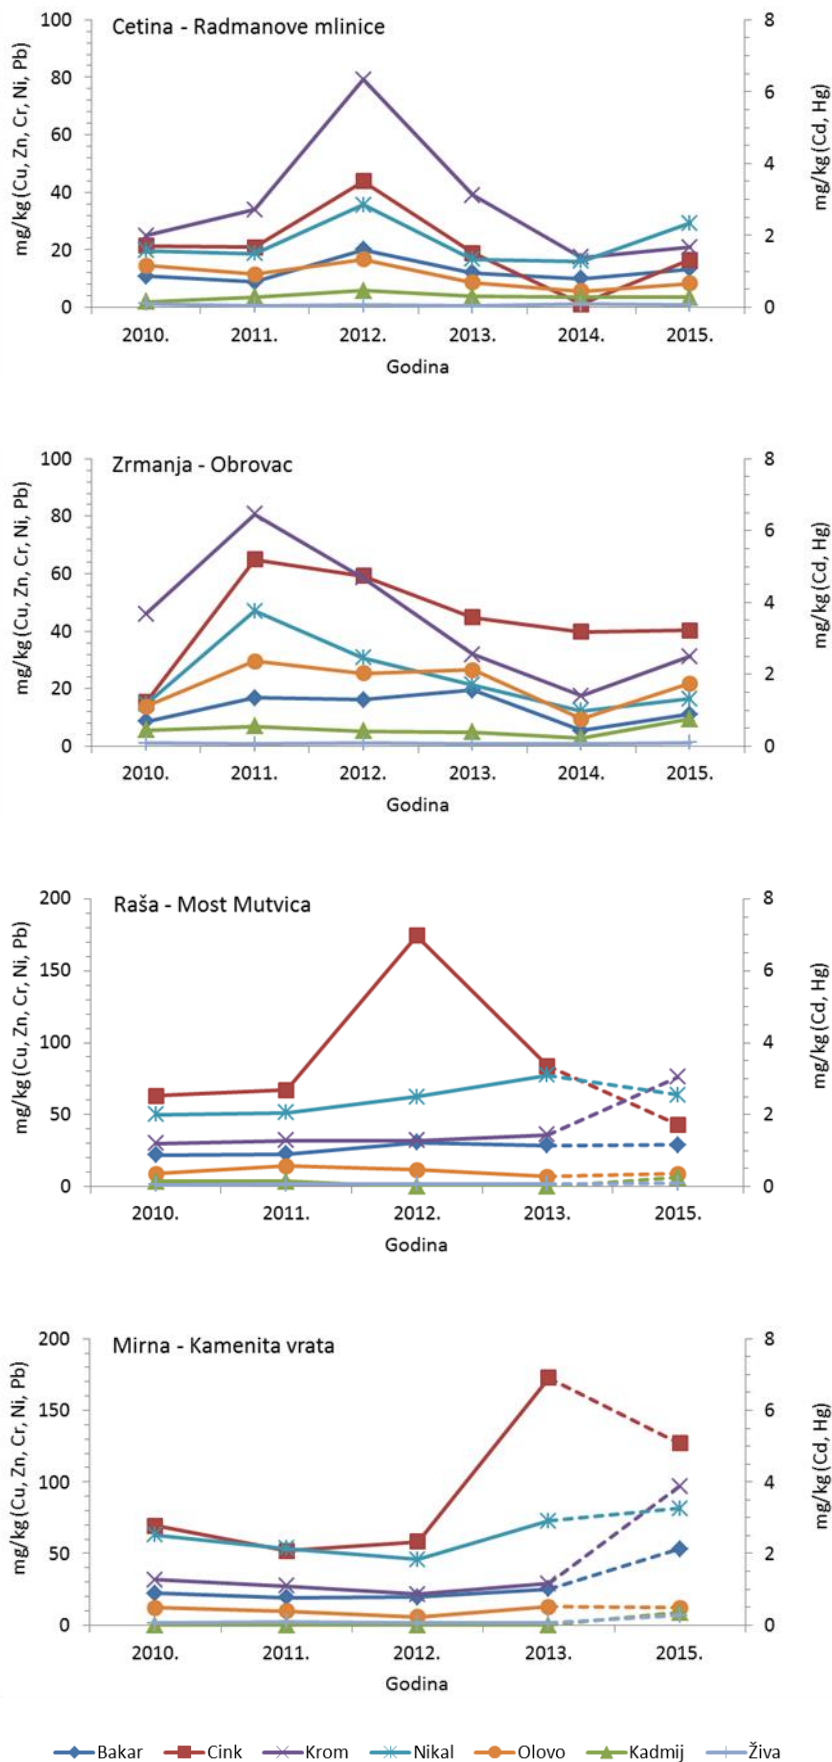 Cetina - Radmanove mlinice
mg/kg (Cu, Zn, Cr, Ni, Pb)
100
80
60
40
20
0
8
6
4
2
0
mg/kg (Cd, Hg)
2010. 2011. 2012. 2013. 2014. 2015.
Godina
Zrmanja - Obrovac
mg/kg (Cu, Zn, Cr, Ni, Pb)
100
80
60
40
20
0
8
6
4
2
0
mg/kg (Cd, Hg)
2010. 2011. 2012. 2013. 2014. 2015.
Godina
Raša - Most Mutvica
mg/kg (Cu, Zn, Cr, Ni, Pb)
200
150
100
50
0
8
6
4
2
0
mg/kg (Cd, Hg)
2010. 2011. 2012. 2013. 2015.
Godina
Mirna - Kamenita vrata
mg/kg (Cu, Zn, Cr, Ni, Pb)
200
150
100
50
0
8
6
4
2
0
mg/kg (Cd, Hg)
2010. 2011. 2012. 2013. 2015.
Godina
Bakar Cink Krom Nikal Olovo Kadmij Živa